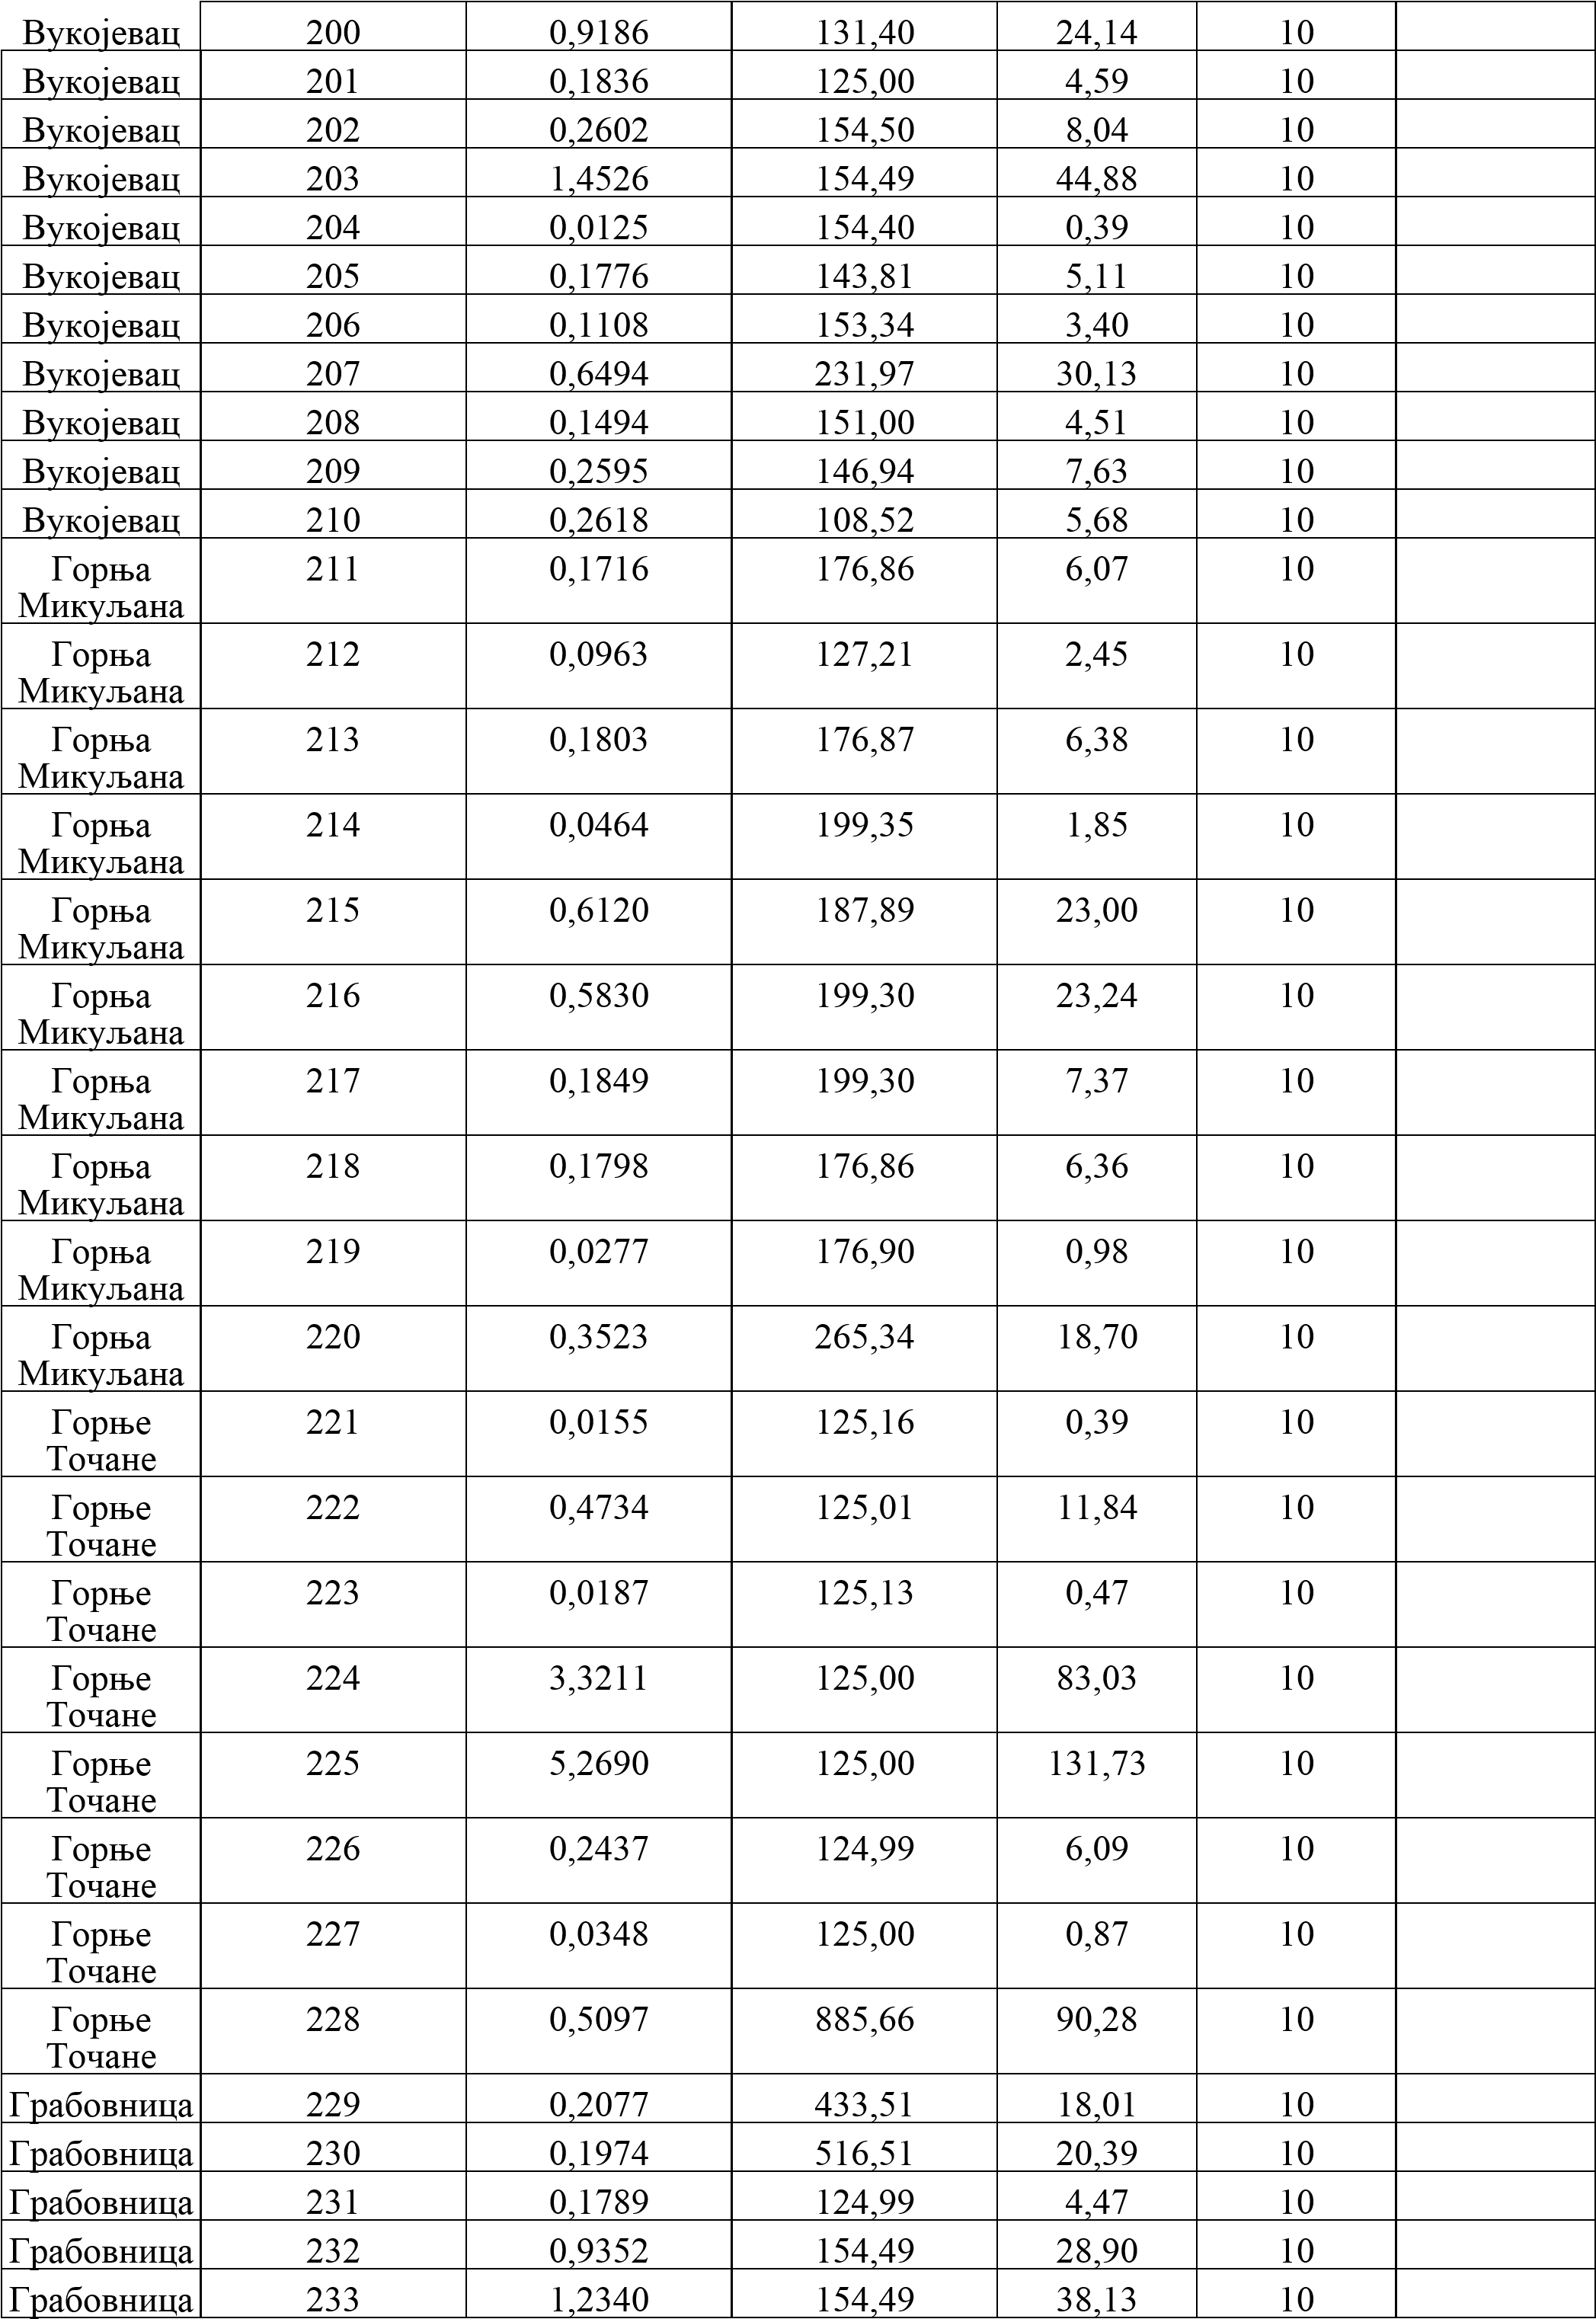 Вукојевац 200 0,9186 131,40 24,14 10
Вукојевац 201 0,1836 125,00 4,59 10
Вукојевац 202 0,2602 154,50 8,04 10
Вукојевац 203 1,4526 154,49 44,88 10
Вукојевац 204 0,0125 154,40 0,39 10
Вукојевац 205 0,1776 143,81 5,11 10
Вукојевац 206 0,1108 153,34 3,40 10
Вукојевац 207 0,6494 231,97 30,13 10
Вукојевац 208 0,1494 151,00 4,51 10
Вукојевац 209 0,2595 146,94 7,63 10
Вукојевац 210 0,2618 108,52 5,68 10
Горња 211 0,1716 176,86 6,07 10
Микуљана
Горња 212 0,0963 127,21 2,45 10
Микуљана
Горња 213 0,1803 176,87 6,38 10
Микуљана
Горња 214 0,0464 199,35 1,85 10
Микуљана
Горња 215 0,6120 187,89 23,00 10
Микуљана
Горња 216 0,5830 199,30 23,24 10
Микуљана
Горња 217 0,1849 199,30 7,37 10
Микуљана
Горња 218 0,1798 176,86 6,36 10
Микуљана
Горња 219 0,0277 176,90 0,98 10
Микуљана
Горња 220 0,3523 265,34 18,70 10
Микуљана
Горње 221 0,0155 125,16 0,39 10
Точане
Горње 222 0,4734 125,01 11,84 10
Точане
Горње 223 0,0187 125,13 0,47 10
Точане
Горње 224 3,3211 125,00 83,03 10
Точане
Горње 225 5,2690 125,00 131,73 10
Точане
Горње 226 0,2437 124,99 6,09 10
Точане
Горње 227 0,0348 125,00 0,87 10
Точане
Горње 228 0,5097 885,66 90,28 10
Точане
Грабовница 229 0,2077 433,51 18,01 10
Грабовница 230 0,1974 516,51 20,39 10
Грабовница 231 0,1789 124,99 4,47 10
Грабовница 232 0,9352 154,49 28,90 10
Грабовница 233 1,2340 154,49 38,13 10